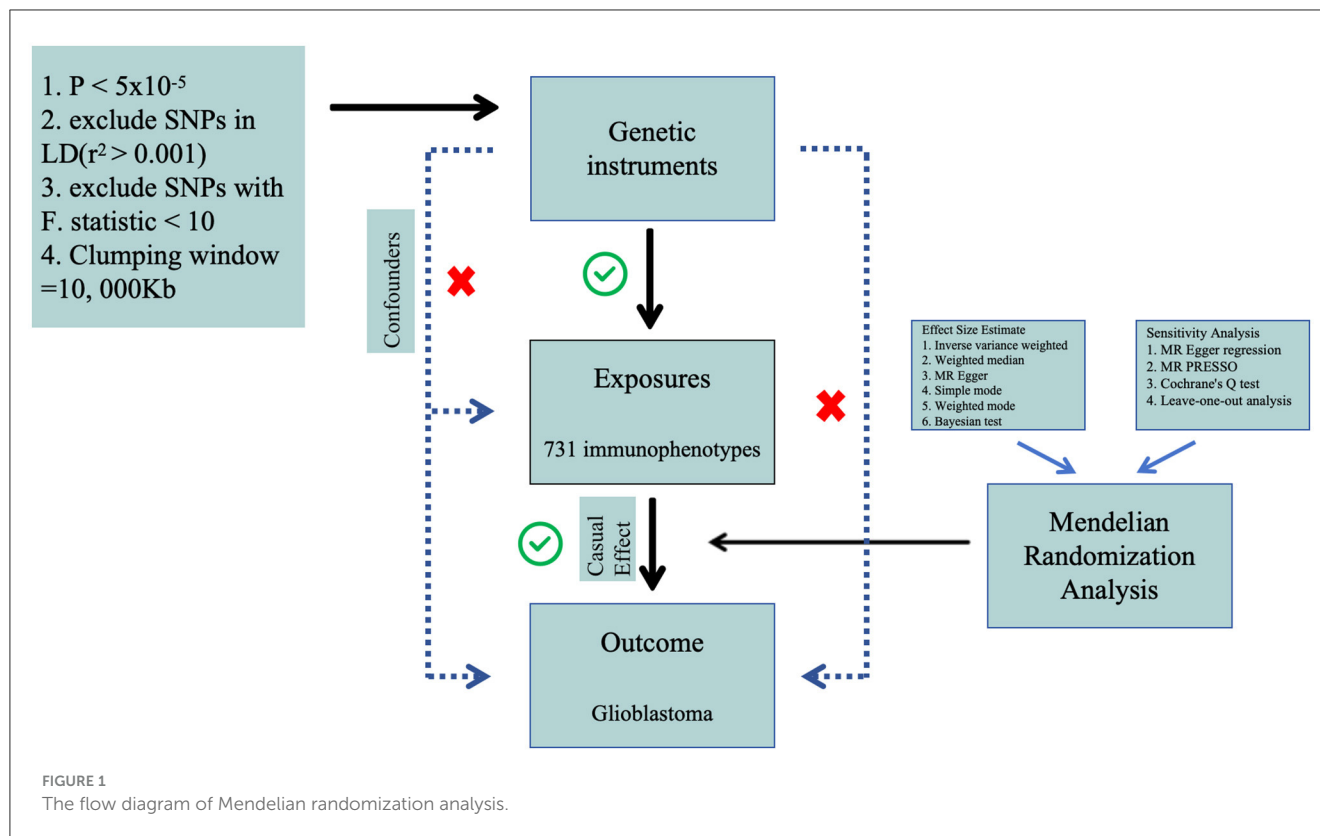 1. P < 5x10⁻⁵
2. exclude SNPs in
LD(r² > 0.001)
3. exclude SNPs with
F. statistic < 10
4. Clumping window
=10, 000Kb
Genetic
instruments
Confounders
Exposures
731 immunophenotypes
Effect Size Estimate
1. Inverse variance weighted
2. Weighted median
3. MR Egger
4. Simple mode
5. Weighted mode
6. Bayesian test
Sensitivity Analysis
1. MR Egger regression
2. MR PRESSO
3. Cochrane's Q test
4. Leave-one-out analysis
Casual
Effect
Mendelian
Randomization
Analysis
Outcome
Glioblastoma
FIGURE 1
The flow diagram of Mendelian randomization analysis.